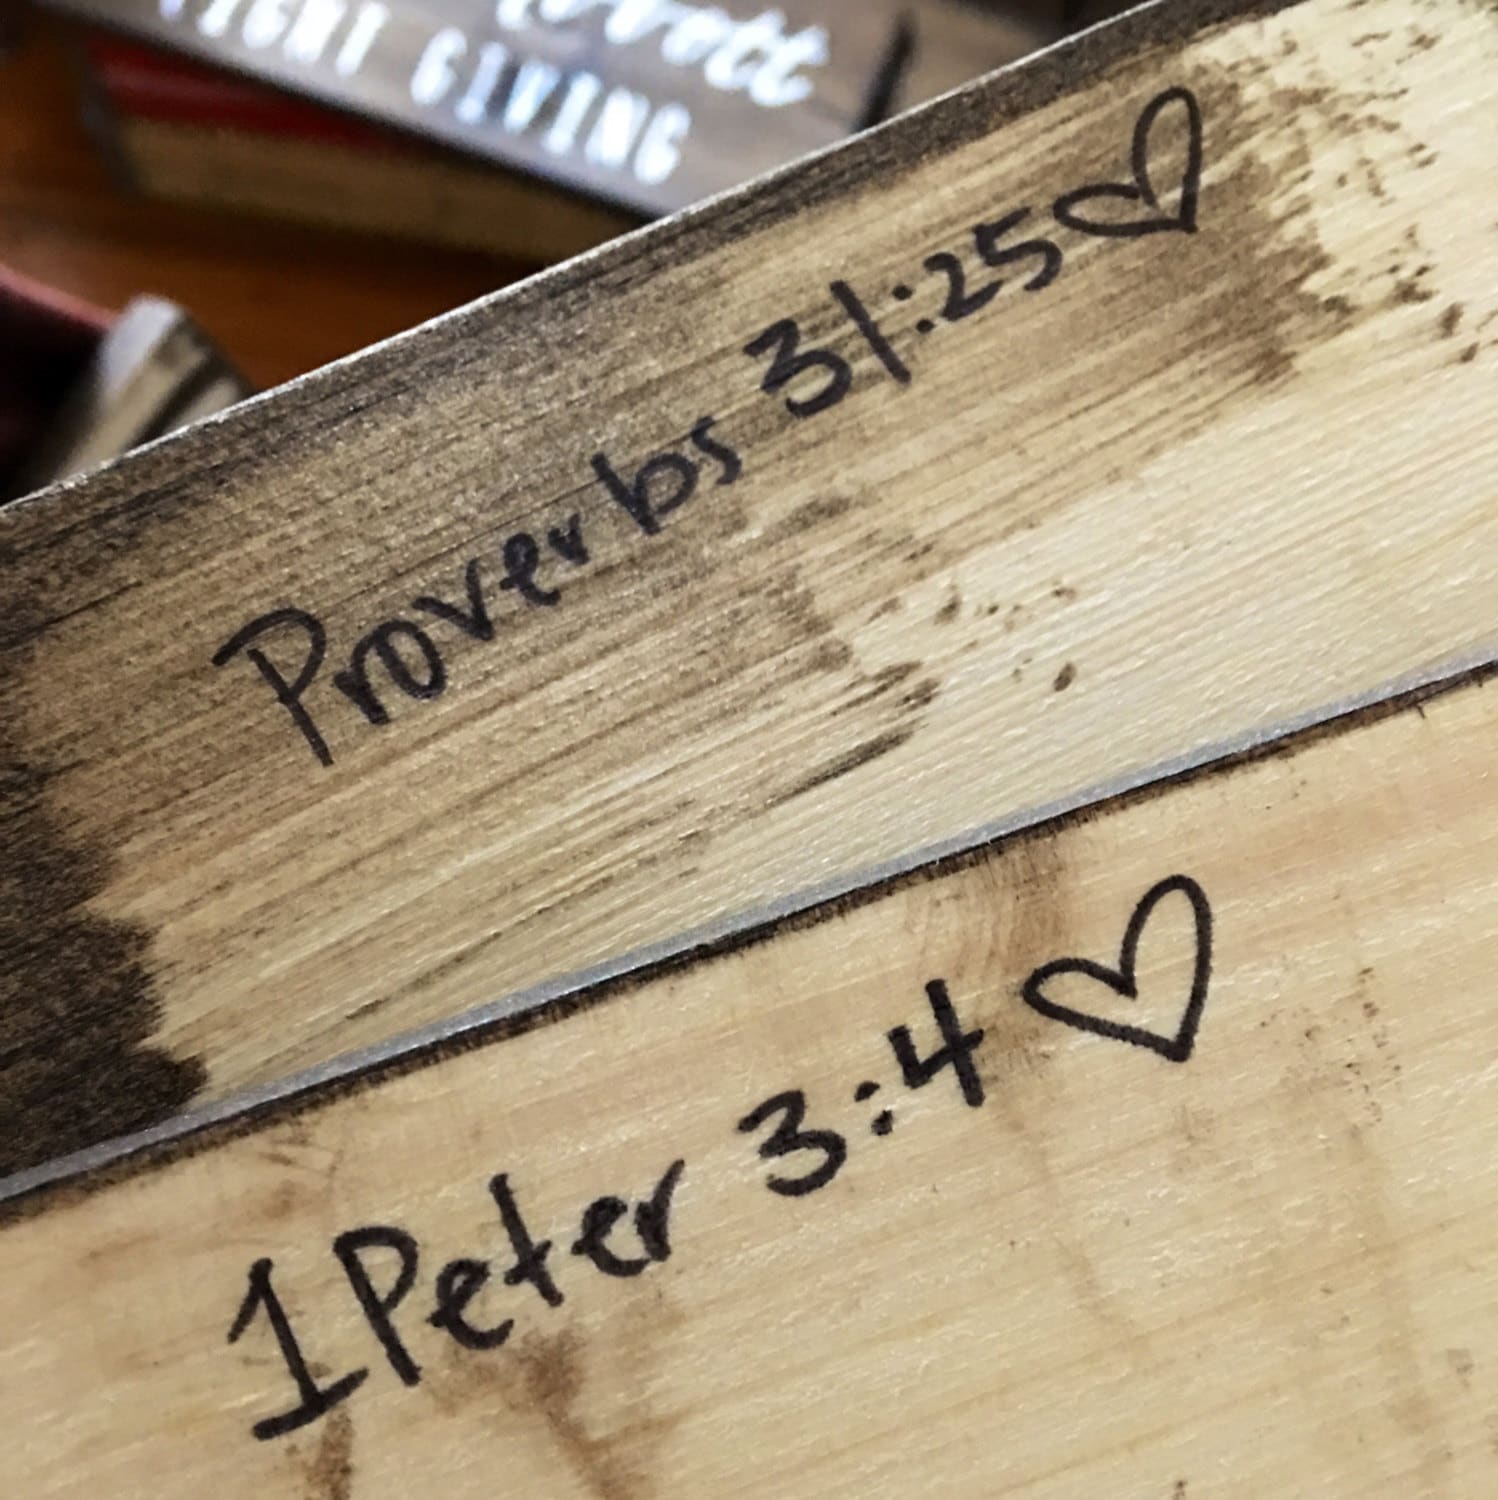 GIVING
Proverbs 31:25♡
1 Peter 3:4♡